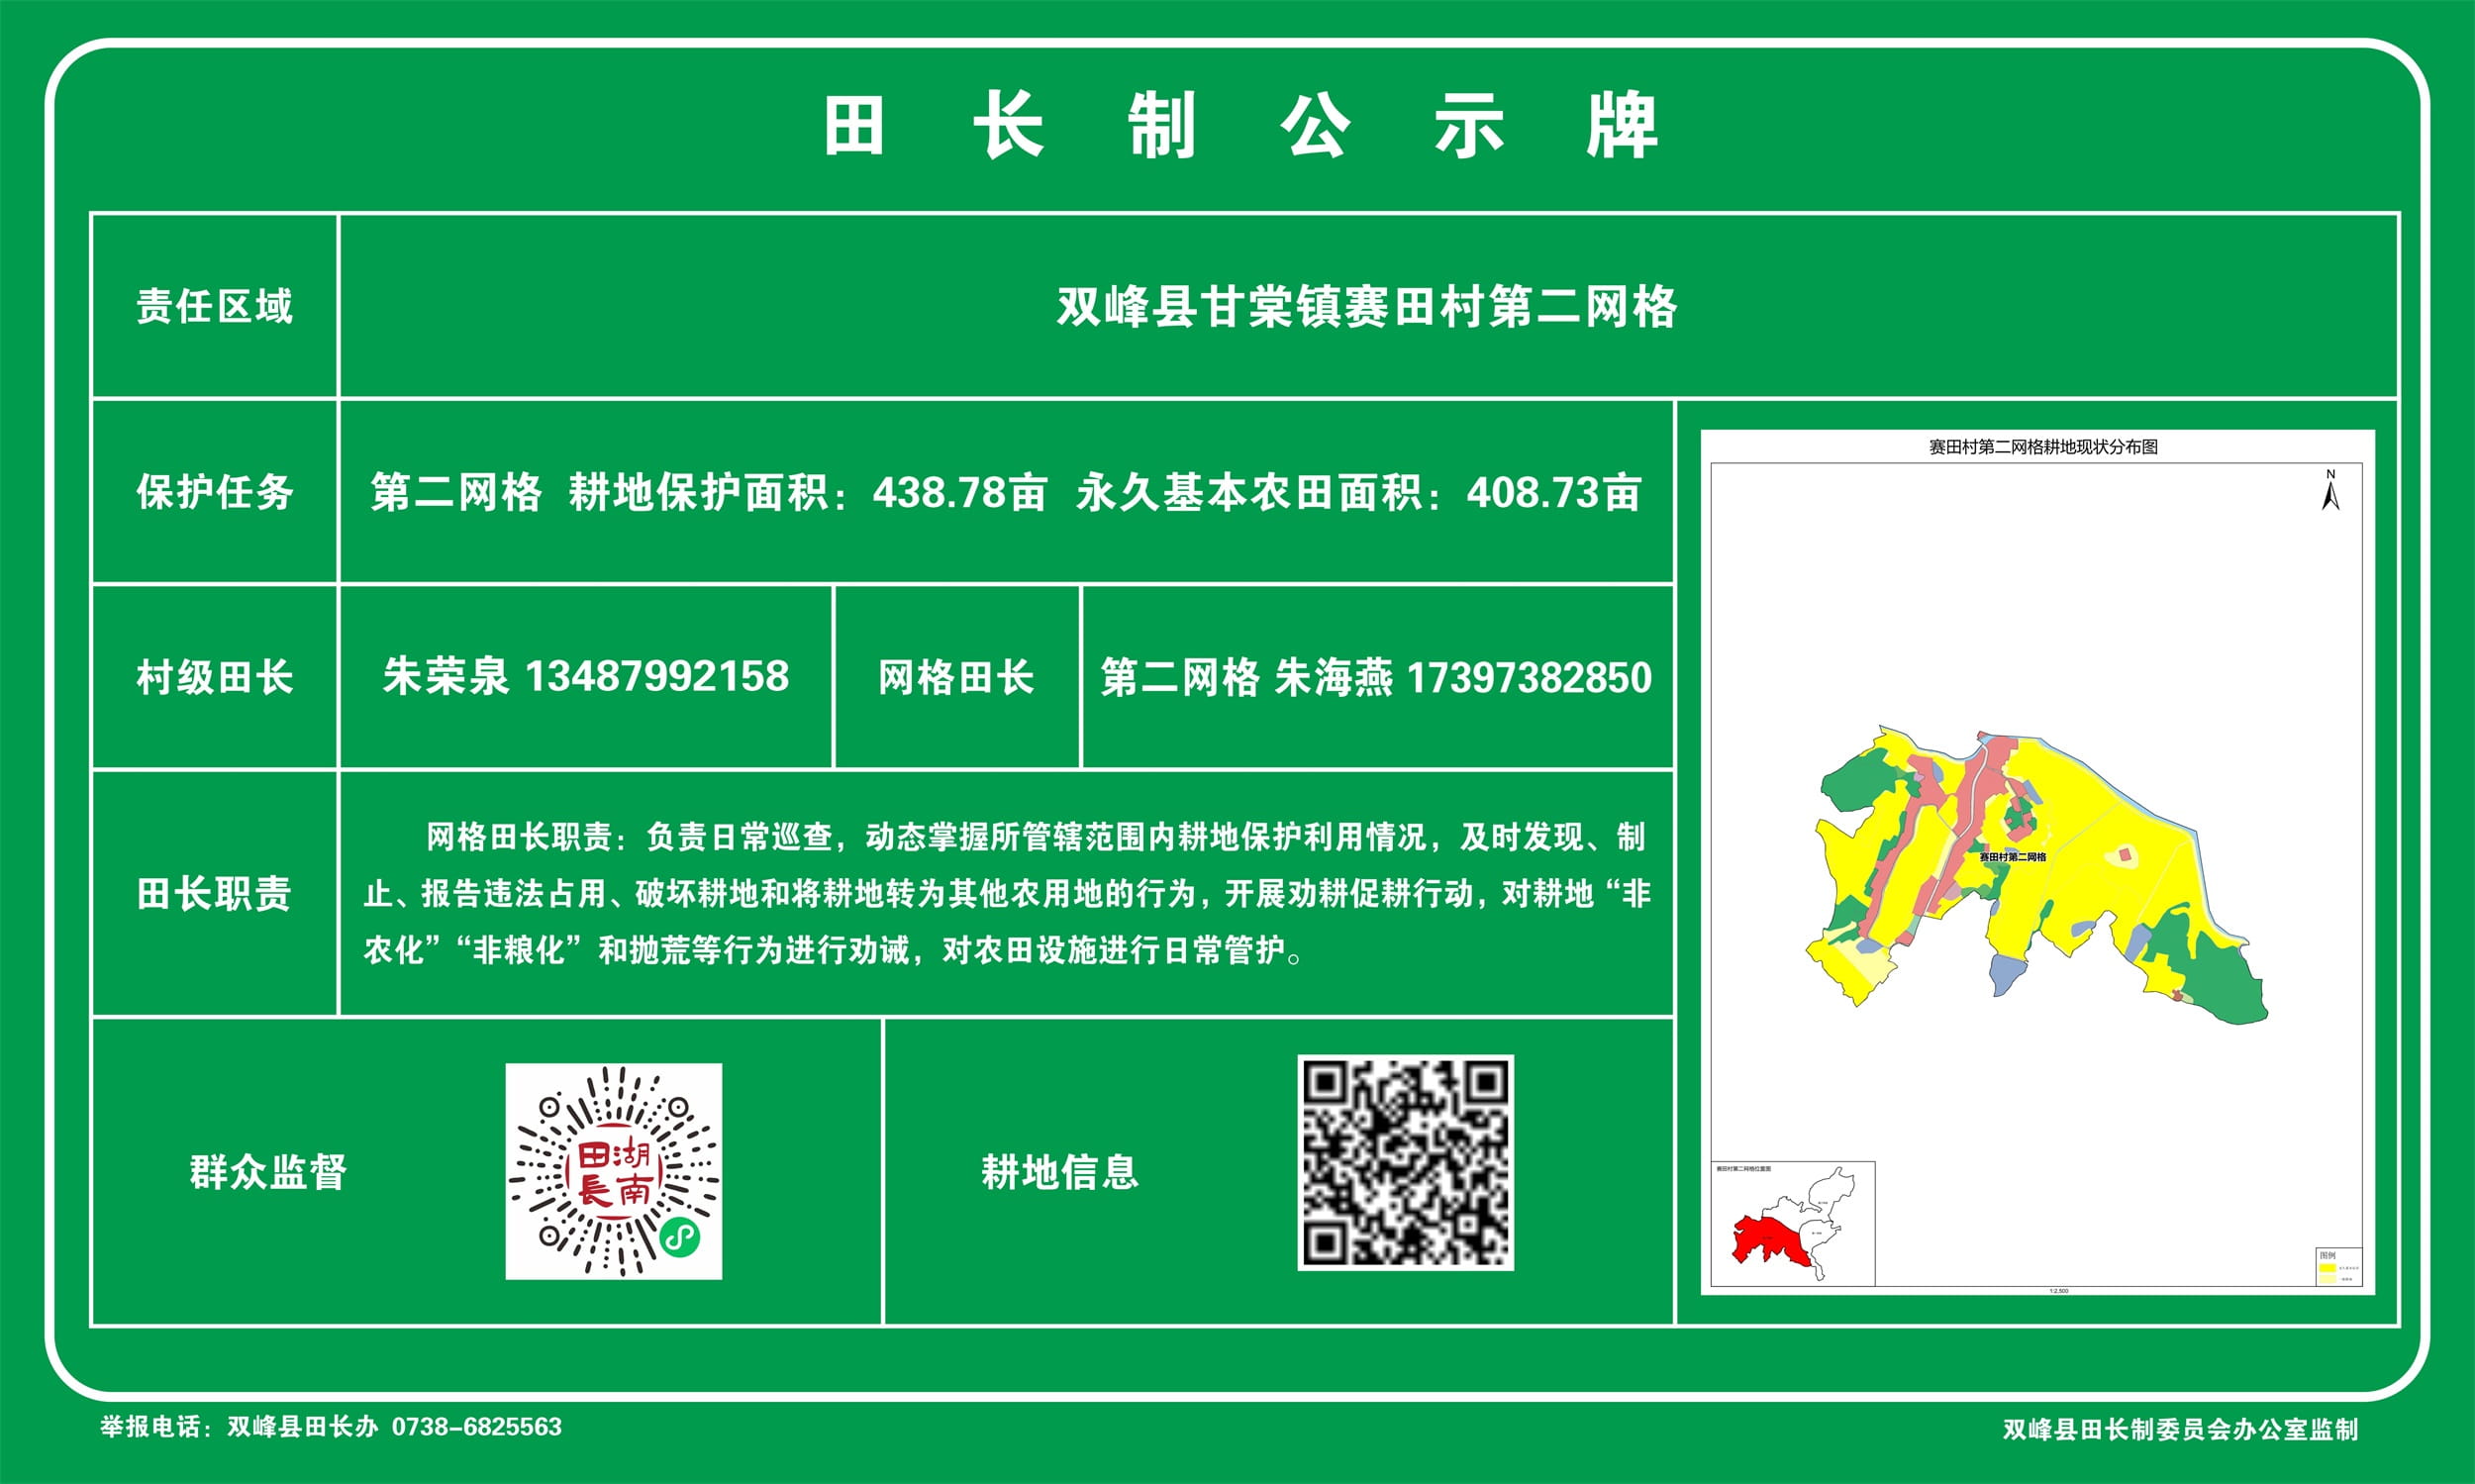 田长制公示牌
责任区域
双峰县甘棠镇赛田村第二网格
保护任务
第二网格 耕地保护面积：438.78亩 永久基本农田面积：408.73亩
村级田长
朱荣泉 13487992158
网格田长
第二网格 朱海燕 17397382850
田长职责
网格田长职责：负责日常巡查，动态掌握所管辖范围内耕地保护利用情况，及时发现、制
止、报告违法占用、破坏耕地和将耕地转为其他农用地的行为，开展劝耕促耕行动，对耕地“非
农化”“非粮化”和抛荒等行为进行劝诫，对农田设施进行日常管护。
群众监督
湖南
田長
耕地信息
赛田村第二网格耕地现状分布图
N
赛田村第二网格
赛田村第二网格位置图
图例
1:2,500
举报电话：双峰县田长办 0738-6825563
双峰县田长制委员会办公室监制